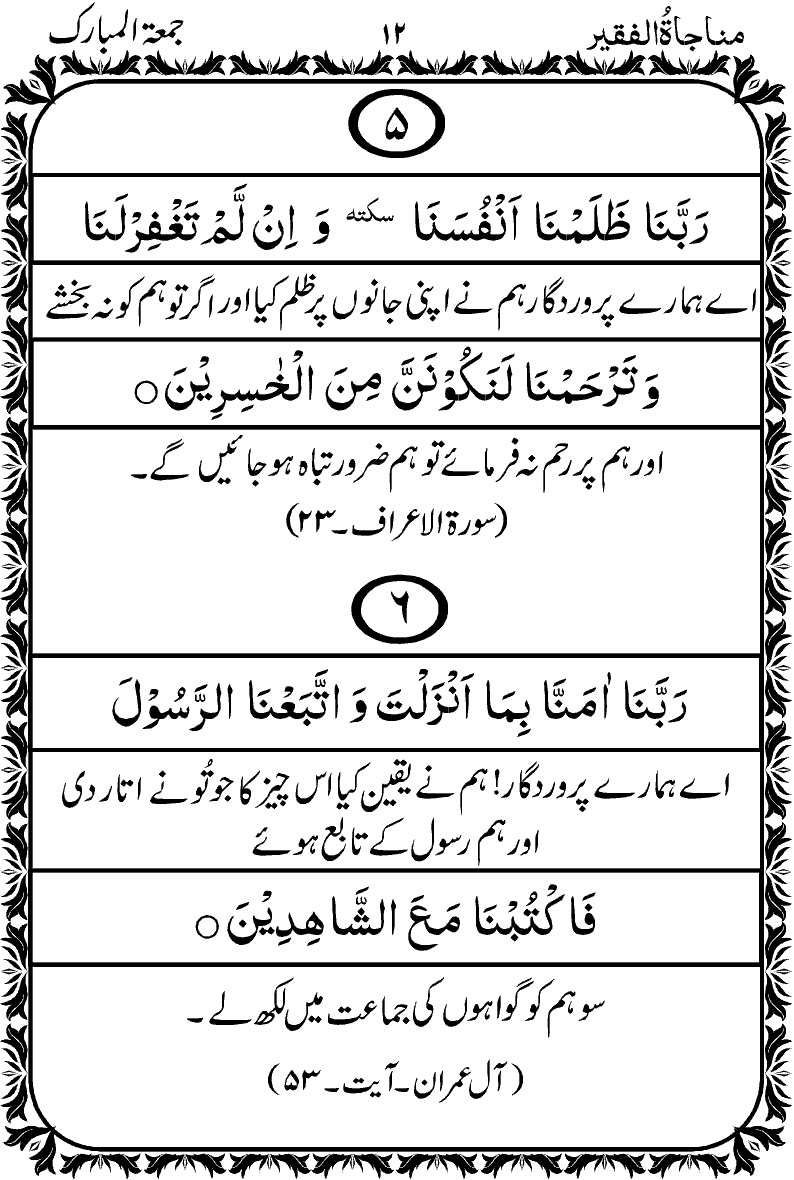 مناجاۃُ الفقیر ۱۲ جمعۃ المبارک
۵
رَبَّنَا ظَلَمْنَا اَنْفُسَنَا سکتہ وَ اِنْ لَّمْ تَغْفِرْلَنَا
اے ہمارے پروردگار ہم نے اپنی جانوں پر ظلم کیا اور اگر تو ہم کو نہ بخشے
وَ تَرْحَمْنَا لَنَكُوْنَنَّ مِنَ الْخٰسِرِيْنَ ○
اور ہم پر رحم نہ فرمائے تو ہم ضرور تباہ ہو جائیں گے۔
(سورۃ الاعراف۔۲۳)
۶
رَبَّنَا اٰمَنَّا بِمَا اَنْزَلْتَ وَ اتَّبَعْنَا الرَّسُوْلَ
اے ہمارے پروردگار! ہم نے یقین کیا اس چیز کا جو تُو نے اتار دی
اور ہم رسول کے تابع ہوئے
فَاكْتُبْنَا مَعَ الشَّاهِدِيْنَ ○
سو ہم کو گواہوں کی جماعت میں لکھ لے ۔
( آل عمران۔آیت۔۵۳)